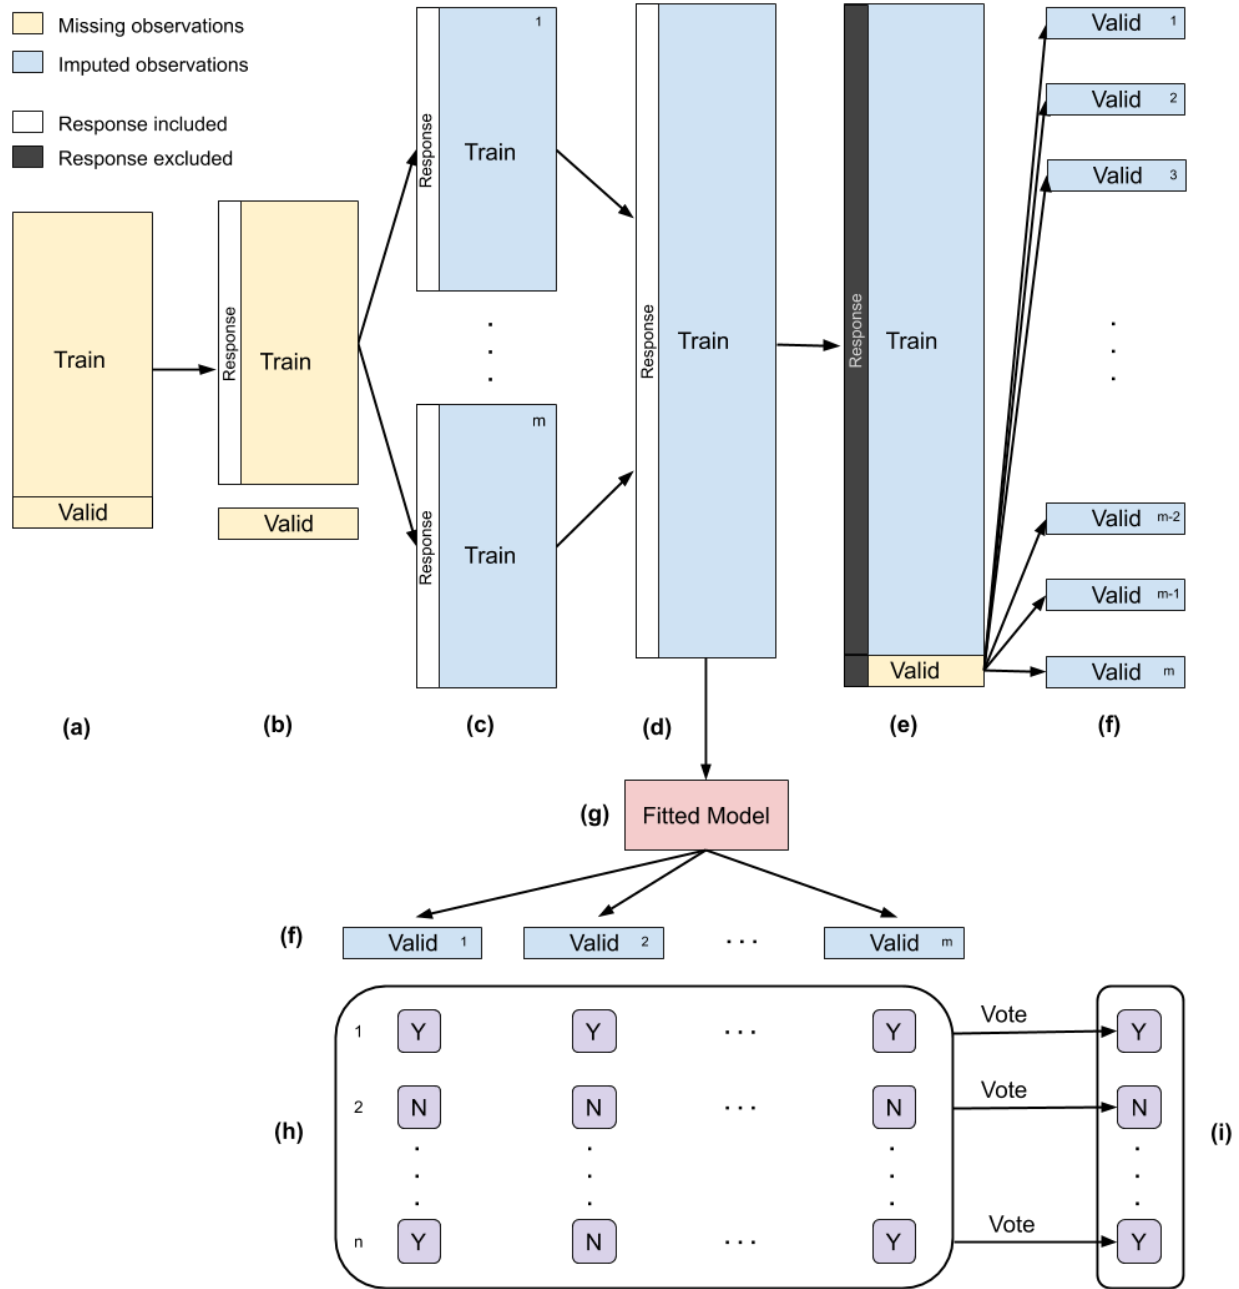 Missing observations
Imputed observations
Response included
Response excluded
Train
Valid
(a)
Response
Train
Valid
(b)
1
Response
Train
m
Response
Train
(c)
Response
Train
(d)
Response
Train
Valid
(e)
Valid 1
Valid 2
Valid 3
Valid m-2
Valid m-1
Valid m
(f)
(g) Fitted Model
(f) Valid 1 Valid 2 ... Valid m
1 Y Y ... Y Vote Y
2 N N ... N Vote N
(h)
(i)
n Y N ... Y Vote Y